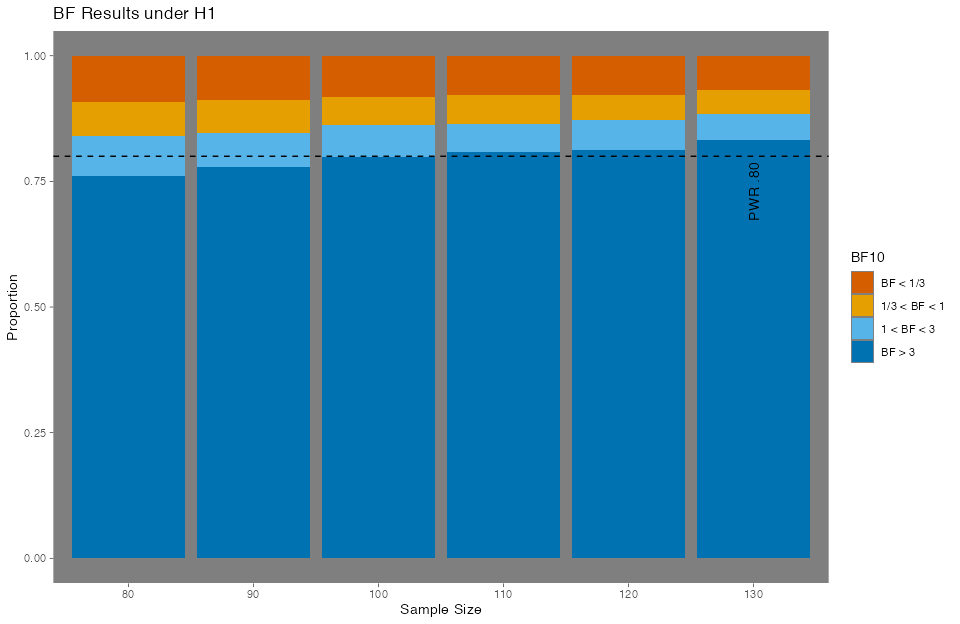 BF Results under H1
1.00
0.75
0.50
0.25
0.00
Proportion
PWR .80
80 90 100 110 120 130
Sample Size
BF10
BF < 1/3
1/3 < BF < 1
1 < BF < 3
BF > 3